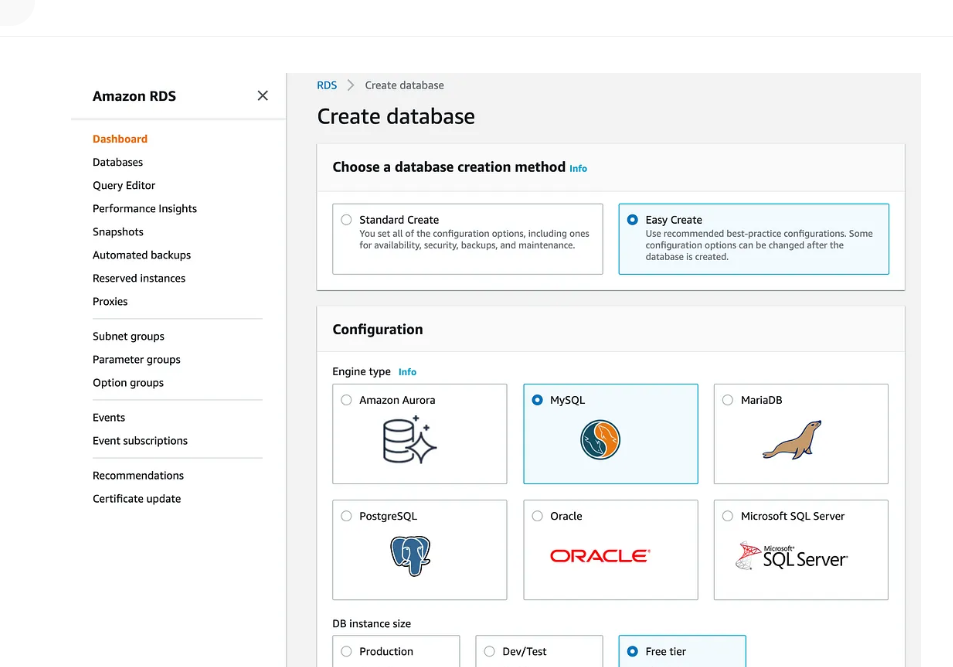 Amazon RDS
Dashboard
Databases
Query Editor
Performance Insights
Snapshots
Automated backups
Reserved instances
Proxies
Subnet groups
Parameter groups
Option groups
Events
Event subscriptions
Recommendations
Certificate update
RDS > Create database
Create database
Choose a database creation method Info
Standard Create
You set all of the configuration options, including ones
for availability, security, backups, and maintenance.
Easy Create
Use recommended best-practice configurations. Some
configuration options can be changed after the
database is created.
Configuration
Engine type Info
Amazon Aurora
MySQL
MariaDB
PostgreSQL
Oracle
ORACLE
Microsoft SQL Server
Microsoft
SQL Server
DB instance size
Production
Dev/Test
Free tier